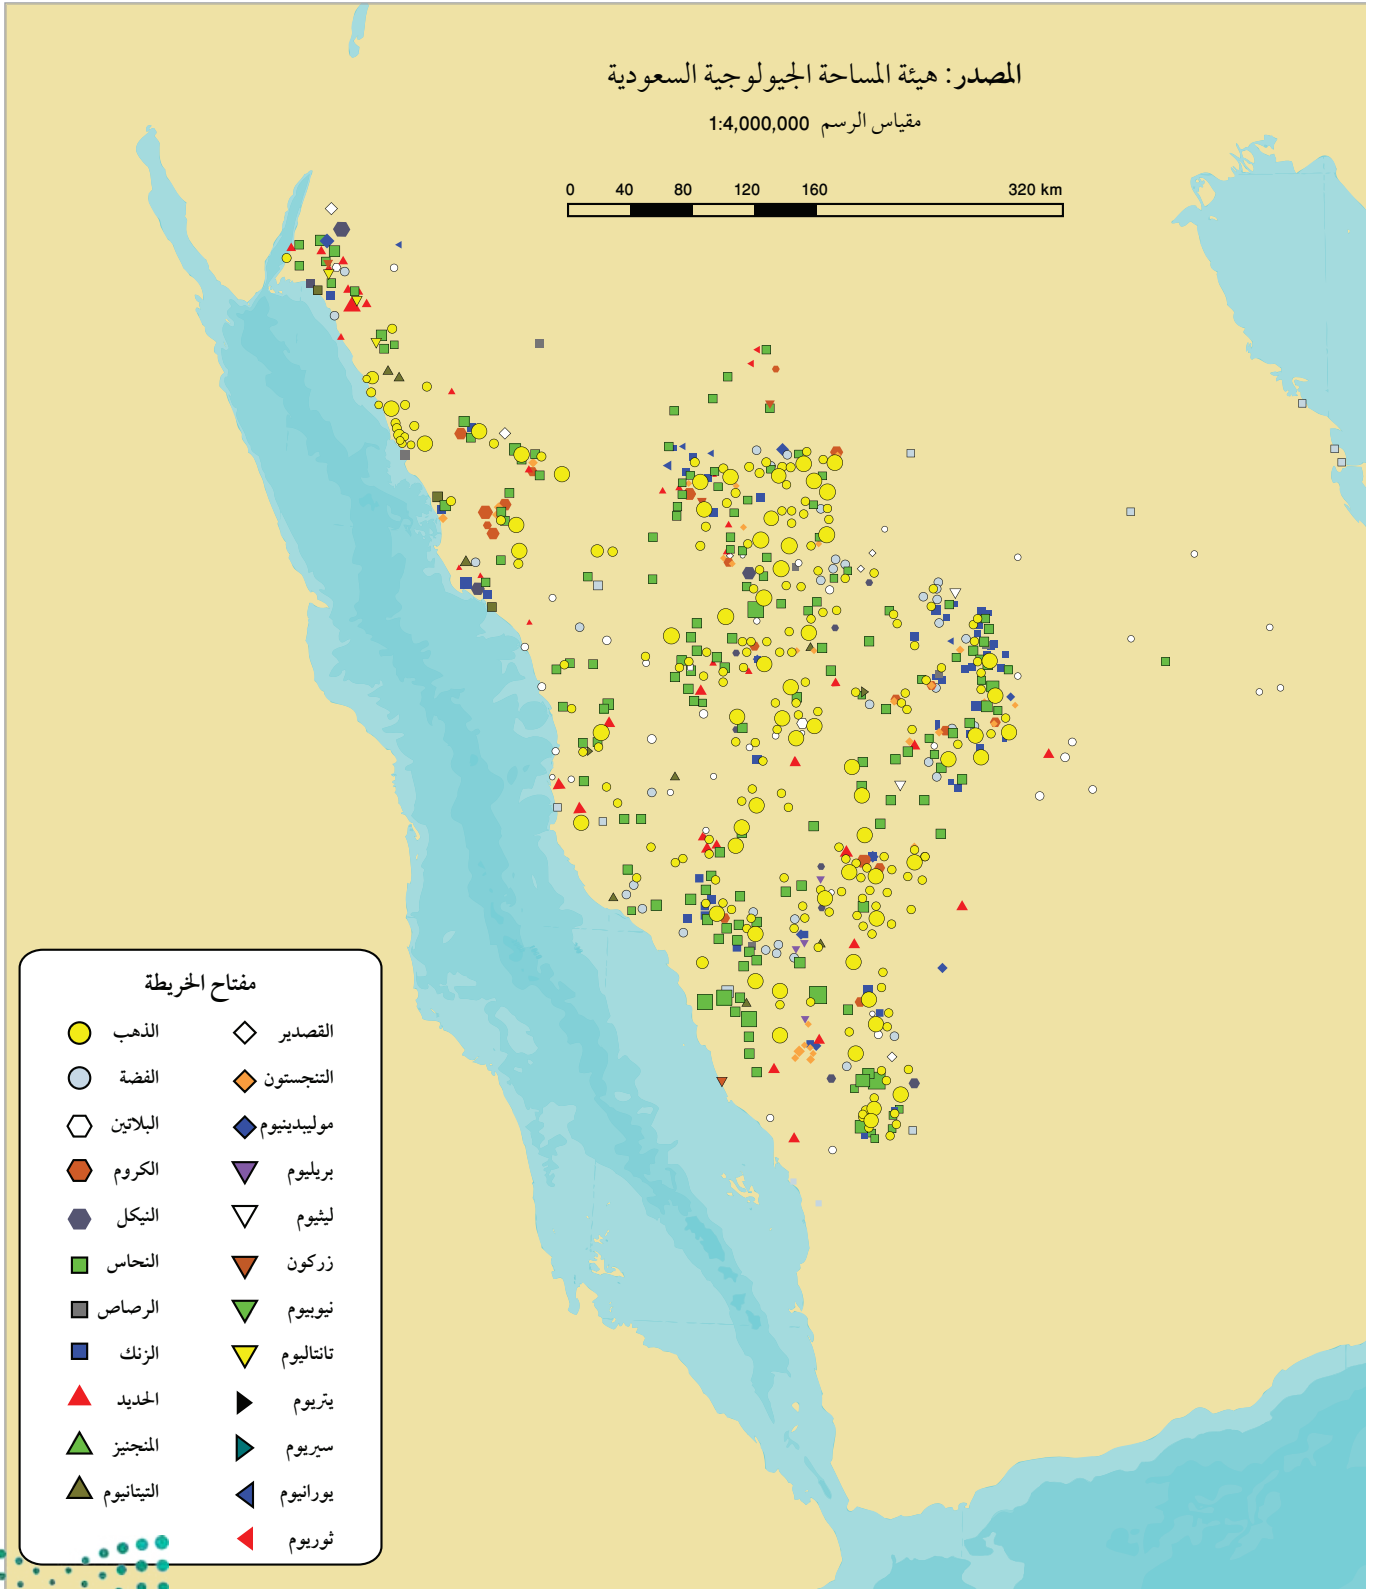 المصدر: هيئة المساحة الجيولوجية السعودية
مقياس الرسم 1:4,000,000
0 40 80 120 160 320 km
مفتاح الخريطة
القصدير
التنجستون
موليبدينيوم
بريليوم
ليثيوم
زركون
نيوبيوم
تانتاليوم
يتريوم
سيريوم
يورانيوم
ثوريوم
الذهب
الفضة
البلاتين
الكروم
النيكل
النحاس
الرصاص
الزنك
الحديد
المنجنيز
التيتانيوم